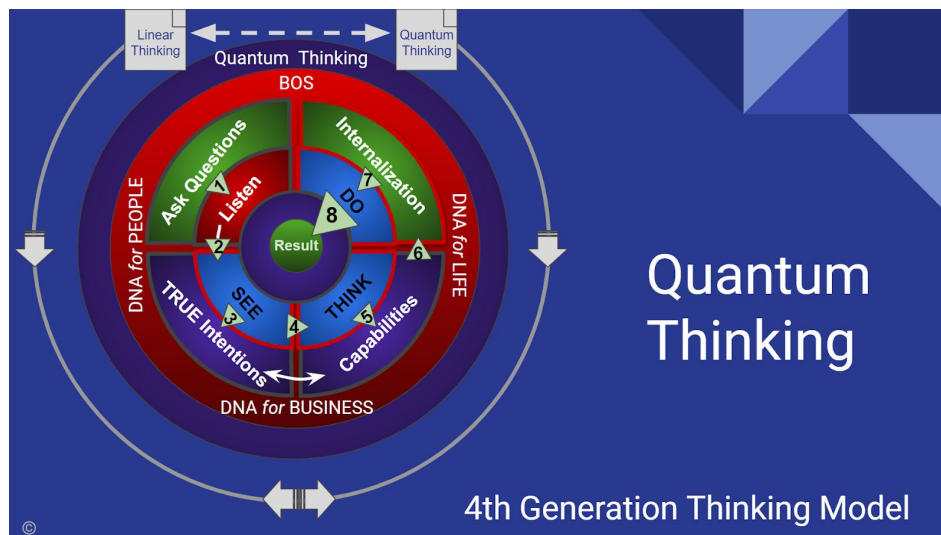 Linear
Thinking
Quantum
Thinking
Quantum Thinking
BOS
Ask Questions
Internalization
1
Listen
7
DO
DNA for PEOPLE
DNA for LIFE
8
Result
2
6
SEE
THINK
3
4
5
TRUE Intentions
Capabilities
DNA for BUSINESS
Quantum
Thinking
4th Generation Thinking Model
©